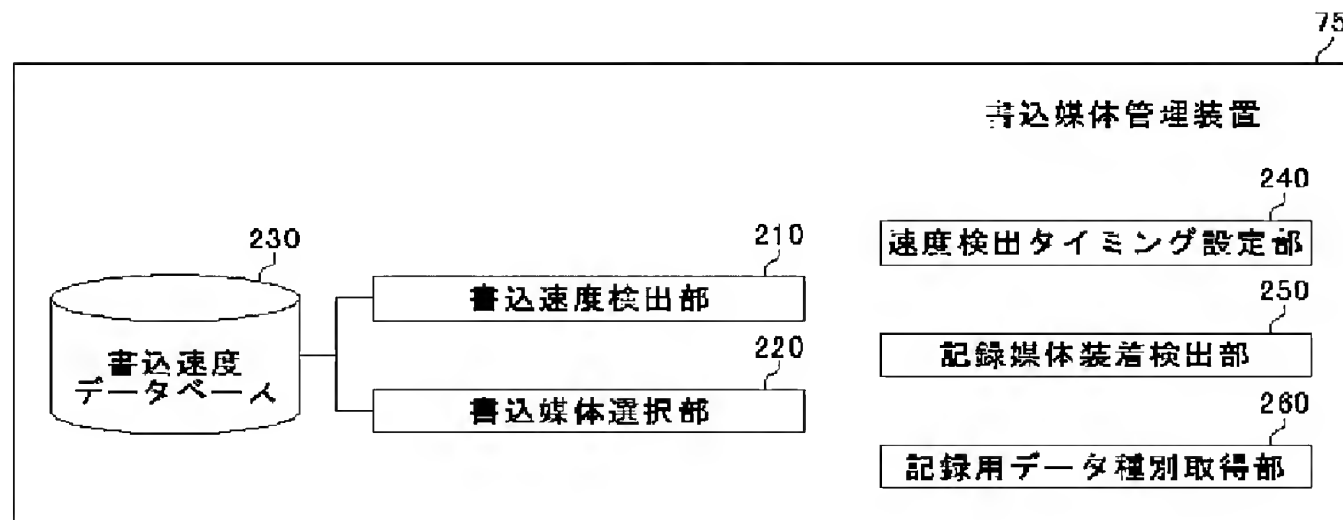 75
書込媒体管理装置
240
速度検出タイミング設定部
230
210
書込速度検出部
250
書込速度
データベース
記録媒体装着検出部
220
書込媒体選択部
260
記録用データ種別取得部